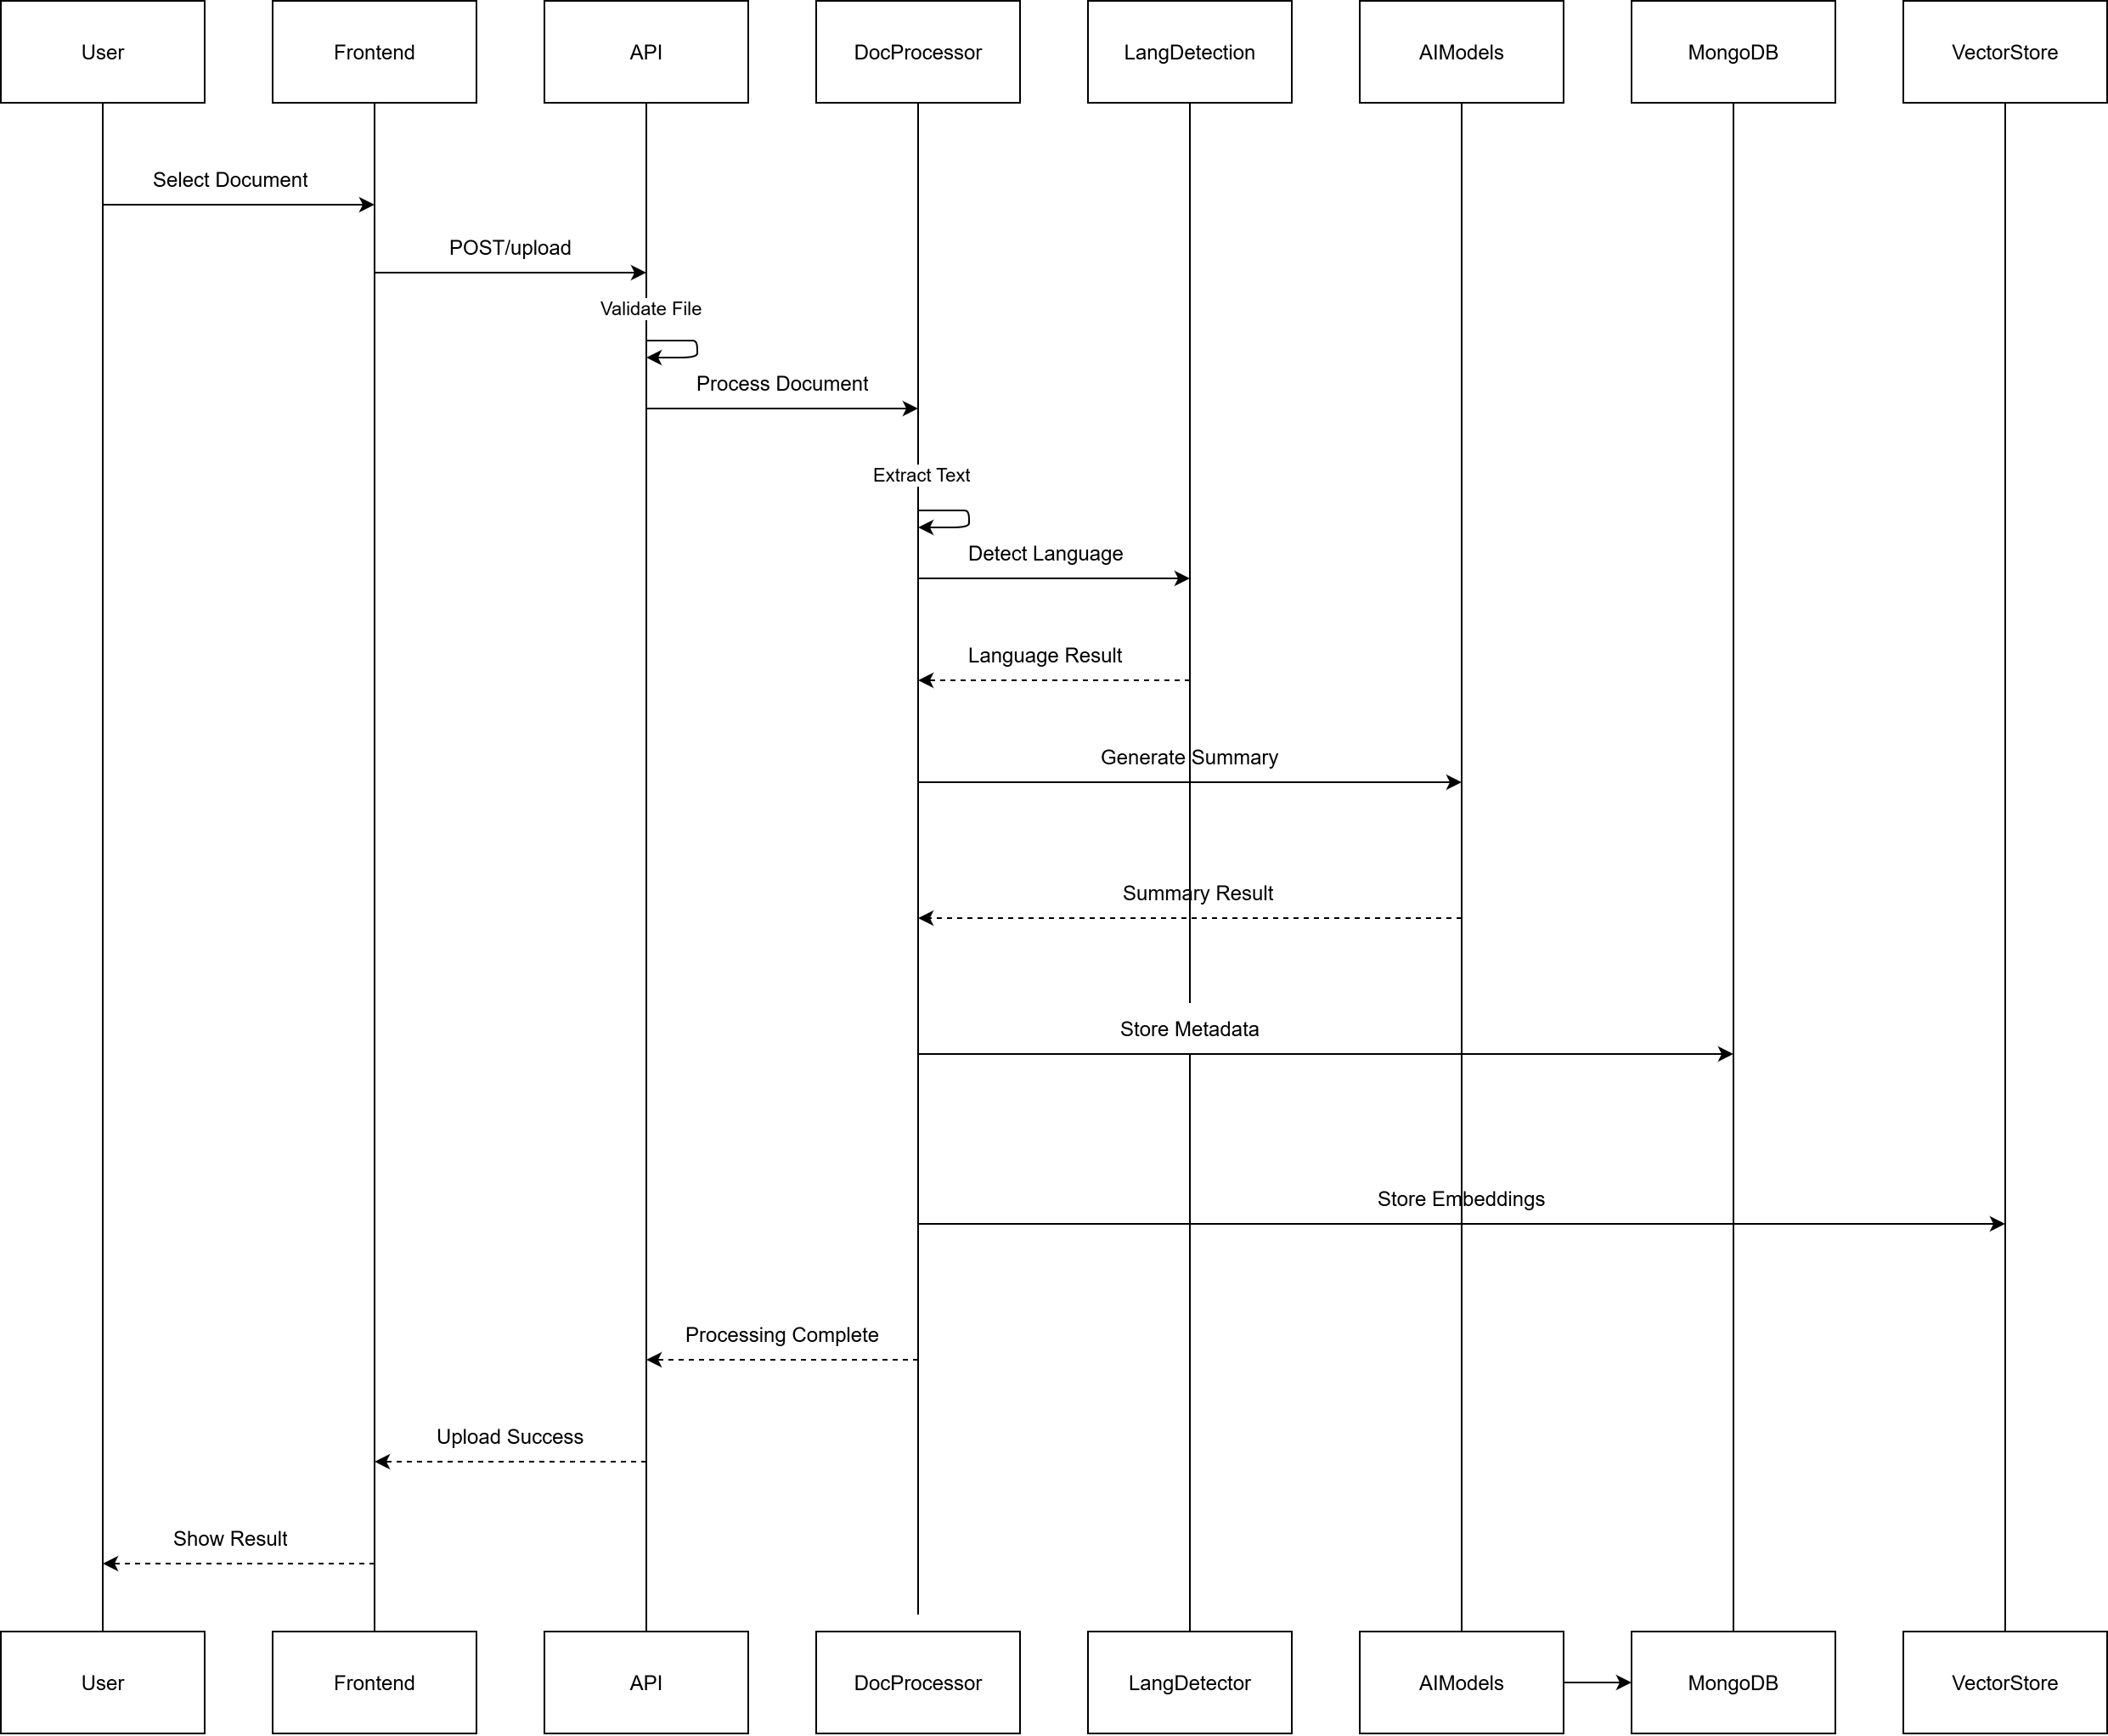 User
Frontend
API
DocProcessor
LangDetection
AIModels
MongoDB
VectorStore
Select Document
POST/upload
Validate File
Process Document
Extract Text
Detect Language
Language Result
Generate Summary
Summary Result
Store Metadata
Store Embeddings
Processing Complete
Upload Success
Show Result
User
Frontend
API
DocProcessor
LangDetector
AIModels
MongoDB
VectorStore